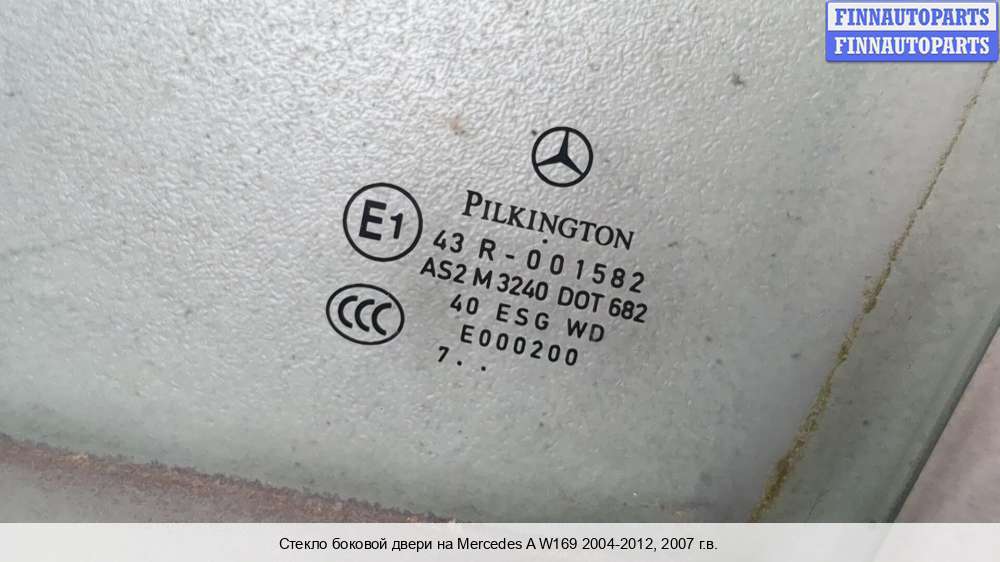 FINNAUTOPARTS
FINNAUTOPARTS
PILKINGTON
E1
43 R - 001582
AS2 M 3240 DOT 682
CCC
40 ESG WD
E000200
7 . .
Стекло боковой двери на Mercedes A W169 2004-2012, 2007 г.в.